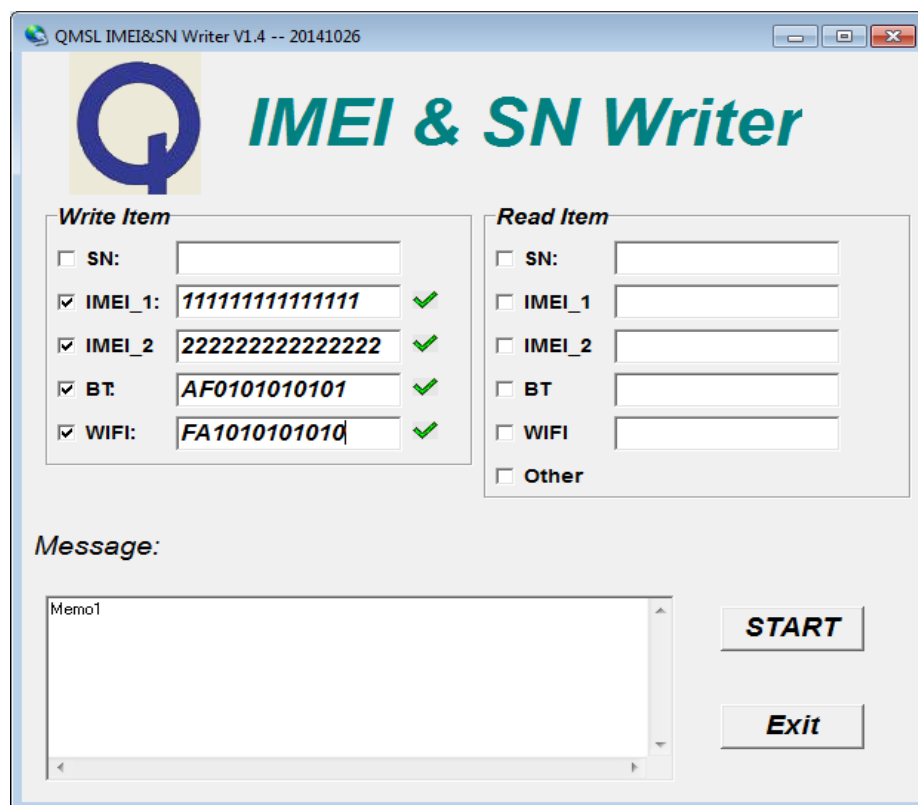 QMSL IMEI&SN Writer V1.4 -- 20141026
IMEI & SN Writer
Write Item
SN:
IMEI_1: 111111111111111
IMEI_2 222222222222222
BT: AF0101010101
WIFI: FA1010101010
Read Item
SN:
IMEI_1
IMEI_2
BT
WIFI
Other
Message:
Memo1
START
Exit